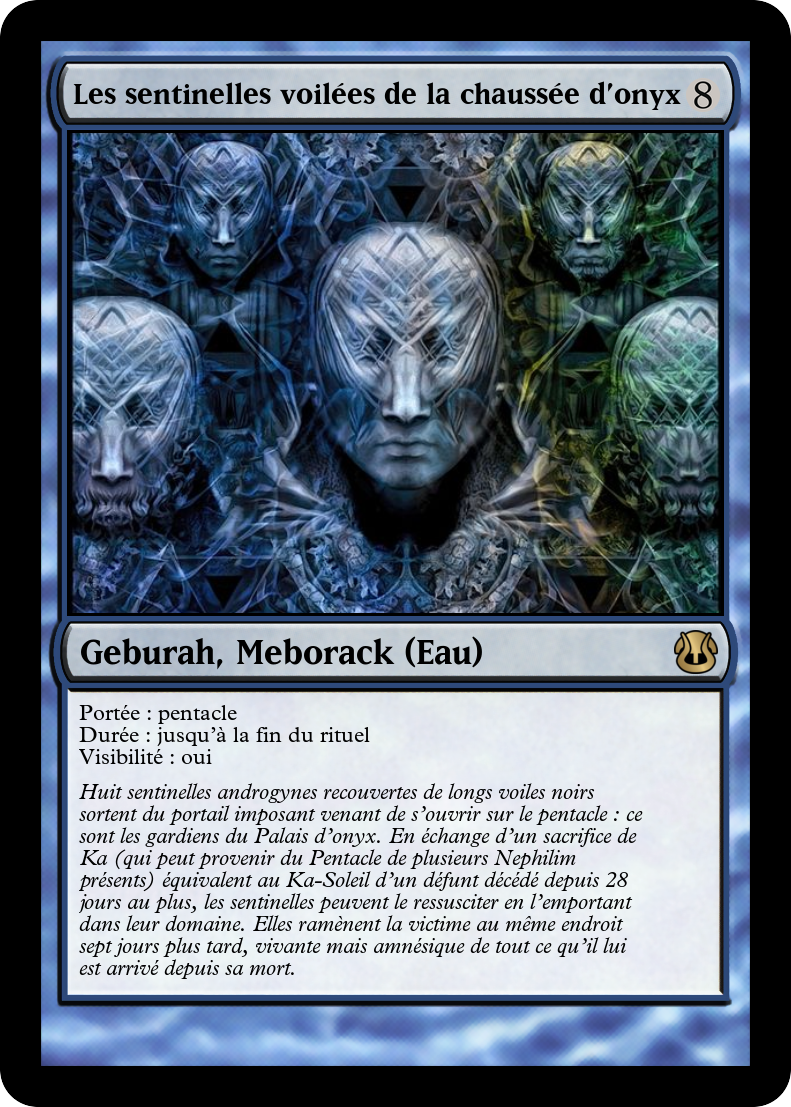 Les sentinelles voilées de la chaussée d'onyx 8
Geburah, Meborack (Eau)
Portée : pentacle
Durée : jusqu'à la fin du rituel
Visibilité : oui
Huit sentinelles androgynes recouvertes de longs voiles noirs
sortent du portail imposant venant de s'ouvrir sur le pentacle : ce
sont les gardiens du Palais d'onyx. En échange d'un sacrifice de
Ka (qui peut provenir du Pentacle de plusieurs Nephilim
présents) équivalent au Ka-Soleil d'un défunt décédé depuis 28
jours au plus, les sentinelles peuvent le ressusciter en l'emportant
dans leur domaine. Elles ramènent la victime au même endroit
sept jours plus tard, vivante mais amnésique de tout ce qu'il lui
est arrivé depuis sa mort.